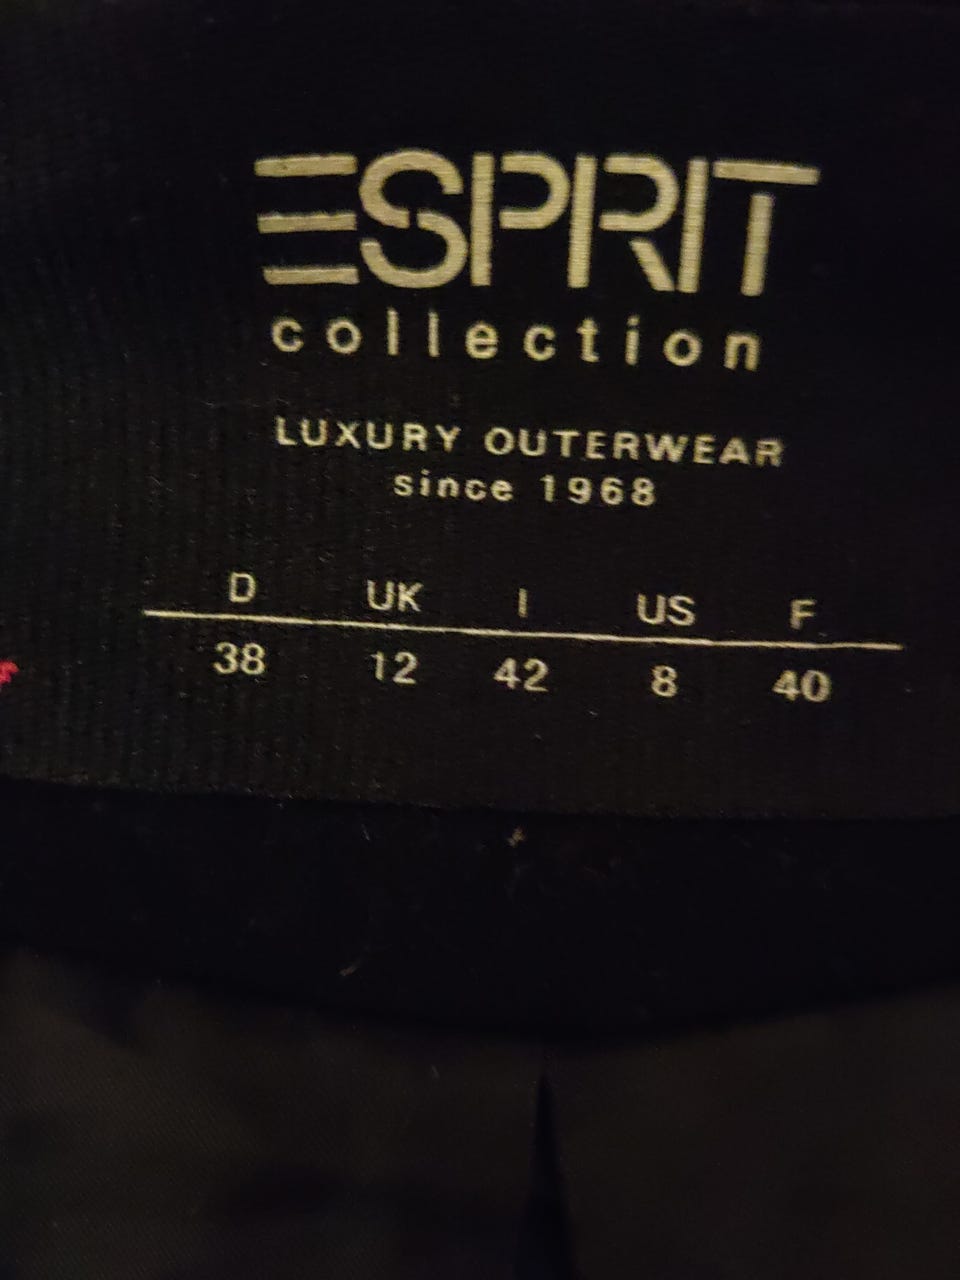 ESPRIT
collection
LUXURY OUTERWEAR
since 1968
D UK I US F
38 12 42 8 40